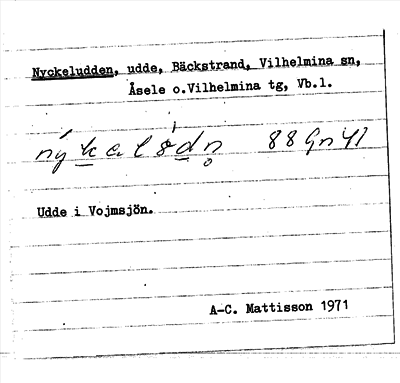 Nyckeludden, udde, Bäckstrand, Vilhelmina sn,
Åsele o.Vilhelmina tg, Vb.l.
88 Gn 41
Udde i Vojmsjön.
A-C. Mattisson 1971